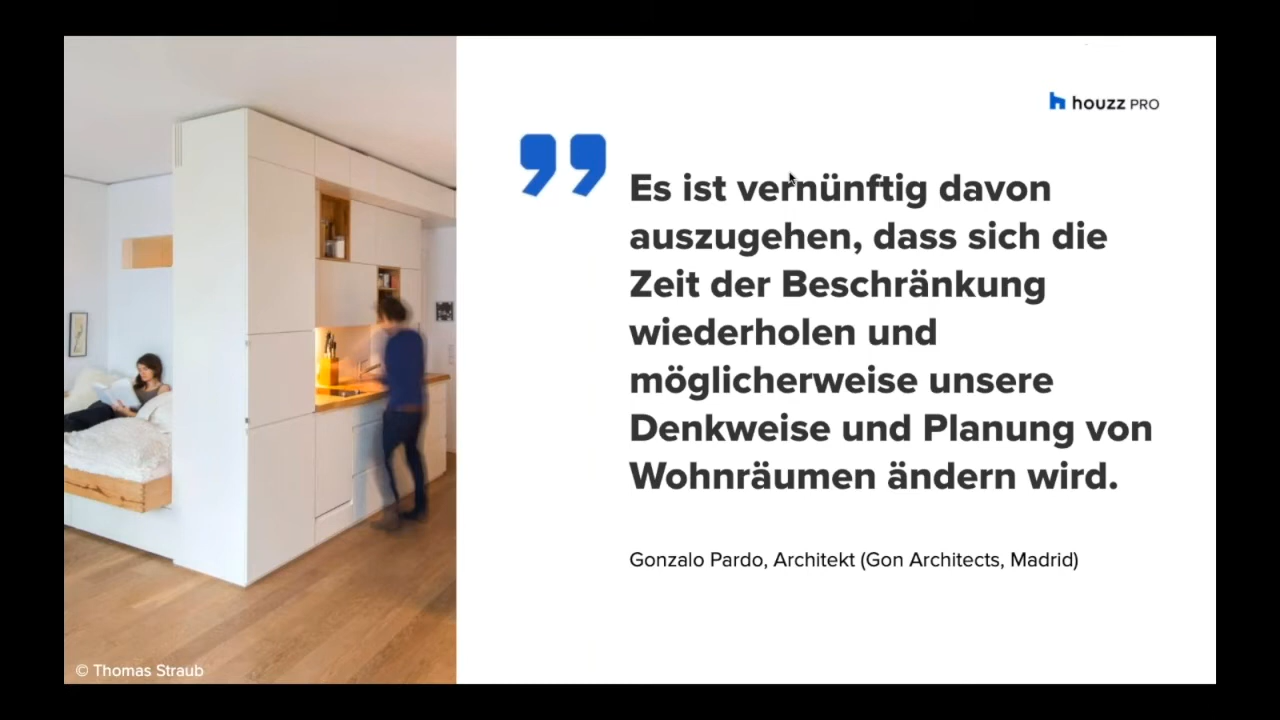 houzz PRO
Es ist vernünftig davon
auszugehen, dass sich die
Zeit der Beschränkung
wiederholen und
möglicherweise unsere
Denkweise und Planung von
Wohnräumen ändern wird.
Gonzalo Pardo, Architekt (Gon Architects, Madrid)
© Thomas Straub